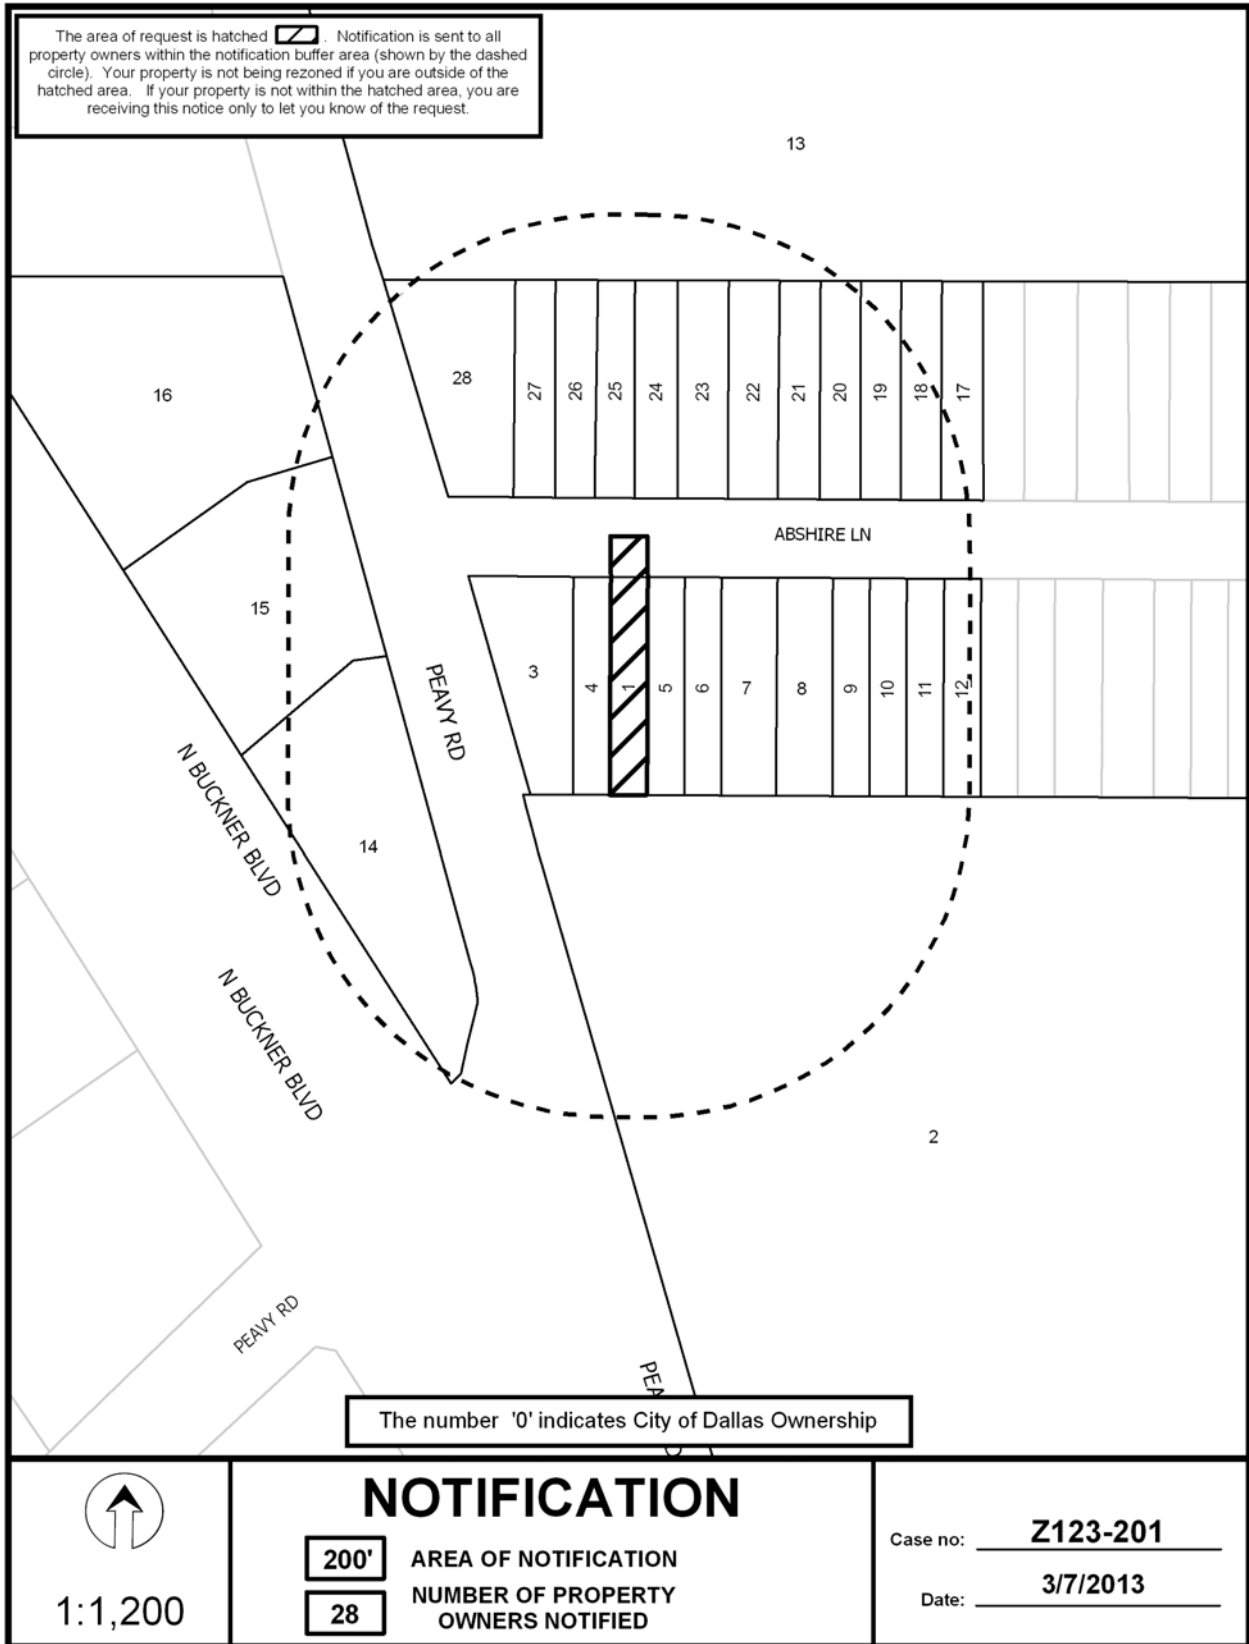 The area of request is hatched . Notification is sent to all
property owners within the notification buffer area (shown by the dashed
circle). Your property is not being rezoned if you are outside of the
hatched area. If your property is not within the hatched area, you are
receiving this notice only to let you know of the request.
13
16
28
27
26
25
24
23
22
21
20
19
18
17
ABSHIRE LN
15
PEAVY RD
3
4
1
5
6
7
8
9
10
11
12
N BUCKNER BLVD
14
N BUCKNER BLVD
2
PEAVY RD
The number '0' indicates City of Dallas Ownership
1:1,200
NOTIFICATION
200' AREA OF NOTIFICATION
28 NUMBER OF PROPERTY
OWNERS NOTIFIED
Case no: Z123-201
Date: 3/7/2013